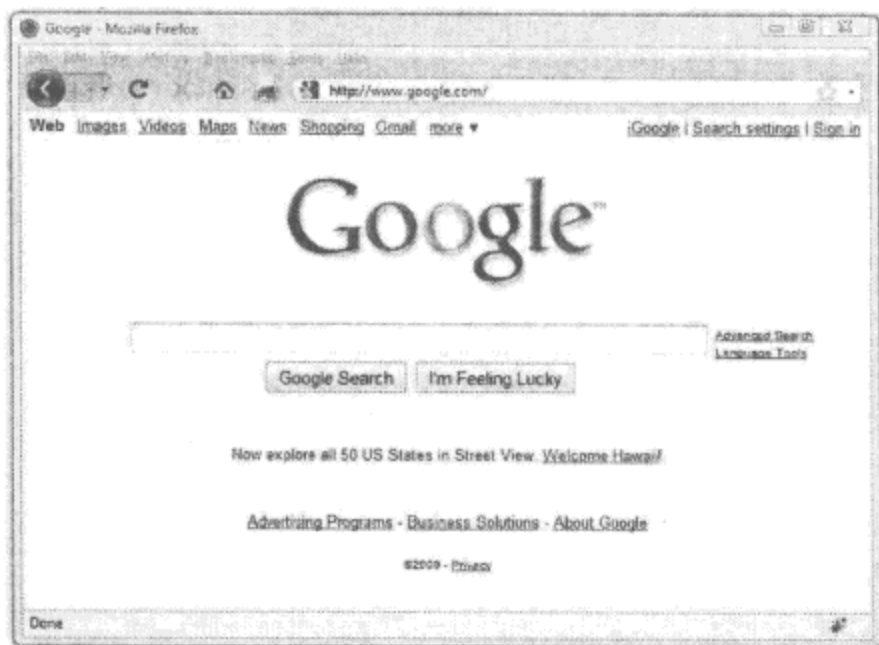 Google - Mozilla Firefox
http://www.google.com/
Web Images Videos Maps News Shopping Gmail more ▼ iGoogle | Search settings | Sign in
Google™
Advanced Search
Language Tools
Google Search I'm Feeling Lucky
Now explore all 50 US States in Street View. Welcome Hawaii!
Advertising Programs - Business Solutions - About Google
©2009 - Privacy
Done